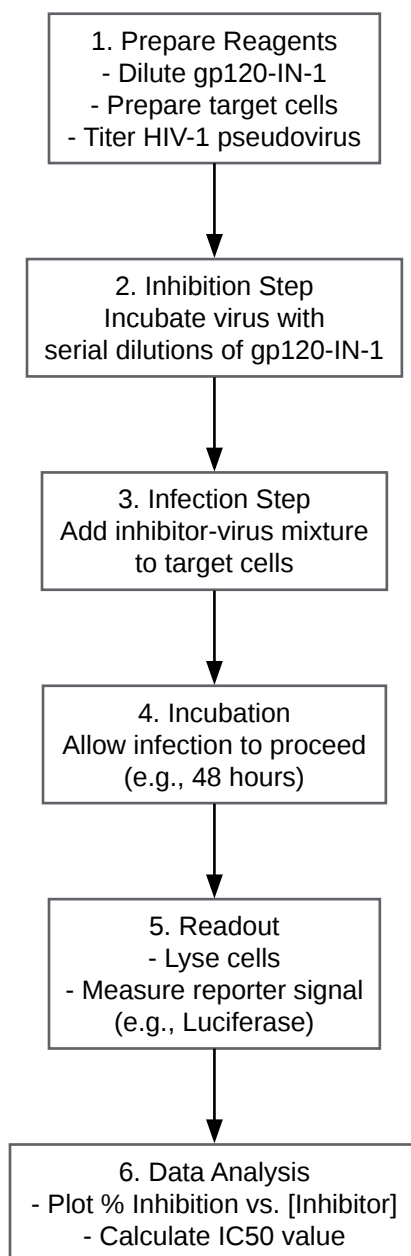 1. Prepare Reagents
- Dilute gp120-IN-1
- Prepare target cells
- Titer HIV-1 pseudovirus
2. Inhibition Step
Incubate virus with
serial dilutions of gp120-IN-1
3. Infection Step
Add inhibitor-virus mixture
to target cells
4. Incubation
Allow infection to proceed
(e.g., 48 hours)
5. Readout
- Lyse cells
- Measure reporter signal
(e.g., Luciferase)
6. Data Analysis
- Plot % Inhibition vs. [Inhibitor]
- Calculate IC50 value